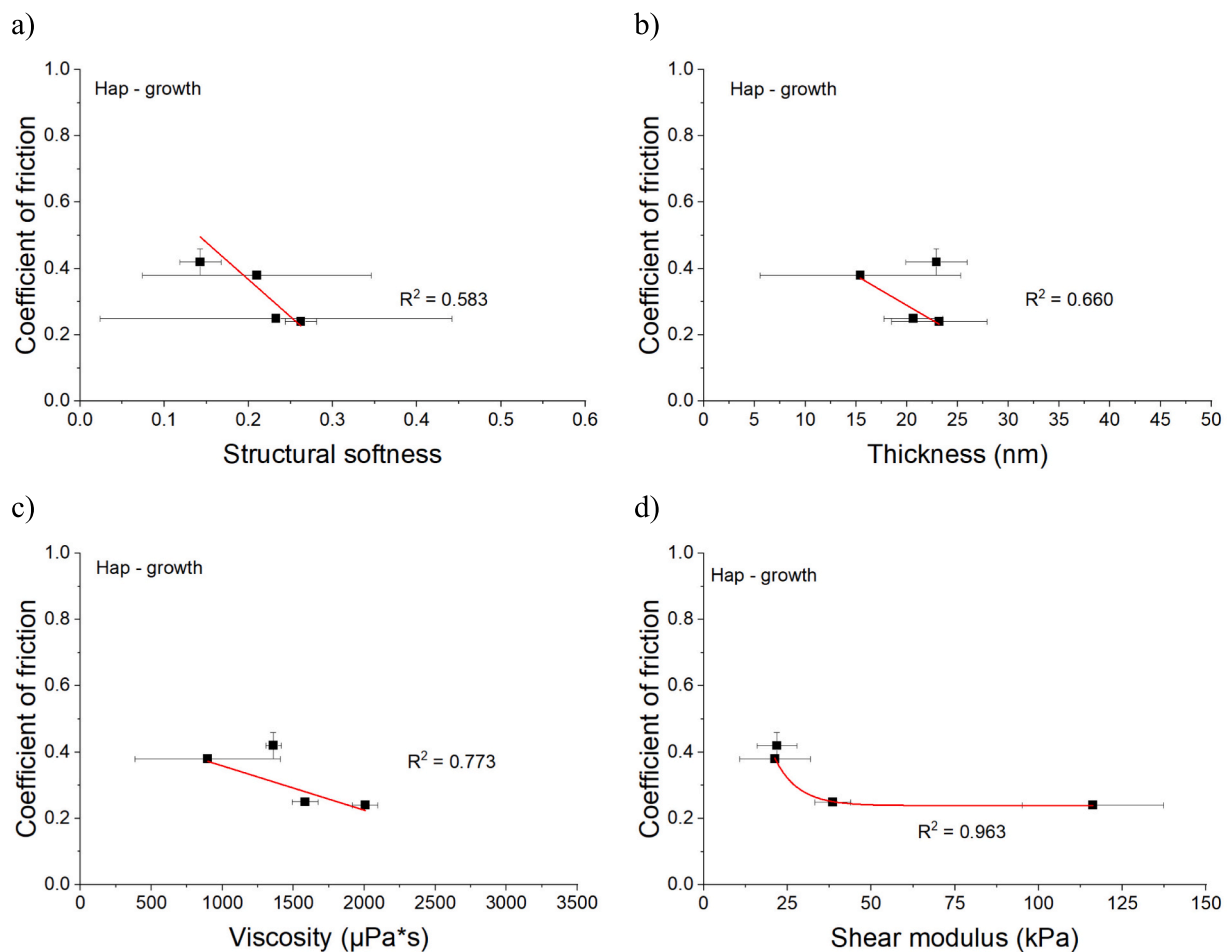 a)
Hap - growth
Coefficient of friction
1.0
0.8
0.6
0.4
0.2
0.0
R² = 0.583
0.0 0.1 0.2 0.3 0.4 0.5 0.6
Structural softness
b)
Hap - growth
Coefficient of friction
1.0
0.8
0.6
0.4
0.2
0.0
R² = 0.660
0 5 10 15 20 25 30 35 40 45 50
Thickness (nm)
c)
Hap - growth
Coefficient of friction
1.0
0.8
0.6
0.4
0.2
0.0
R² = 0.773
0 500 1000 1500 2000 2500 3000 3500
Viscosity (µPa*s)
d)
Hap - growth
Coefficient of friction
1.0
0.8
0.6
0.4
0.2
0.0
R² = 0.963
0 25 50 75 100 125 150
Shear modulus (kPa)